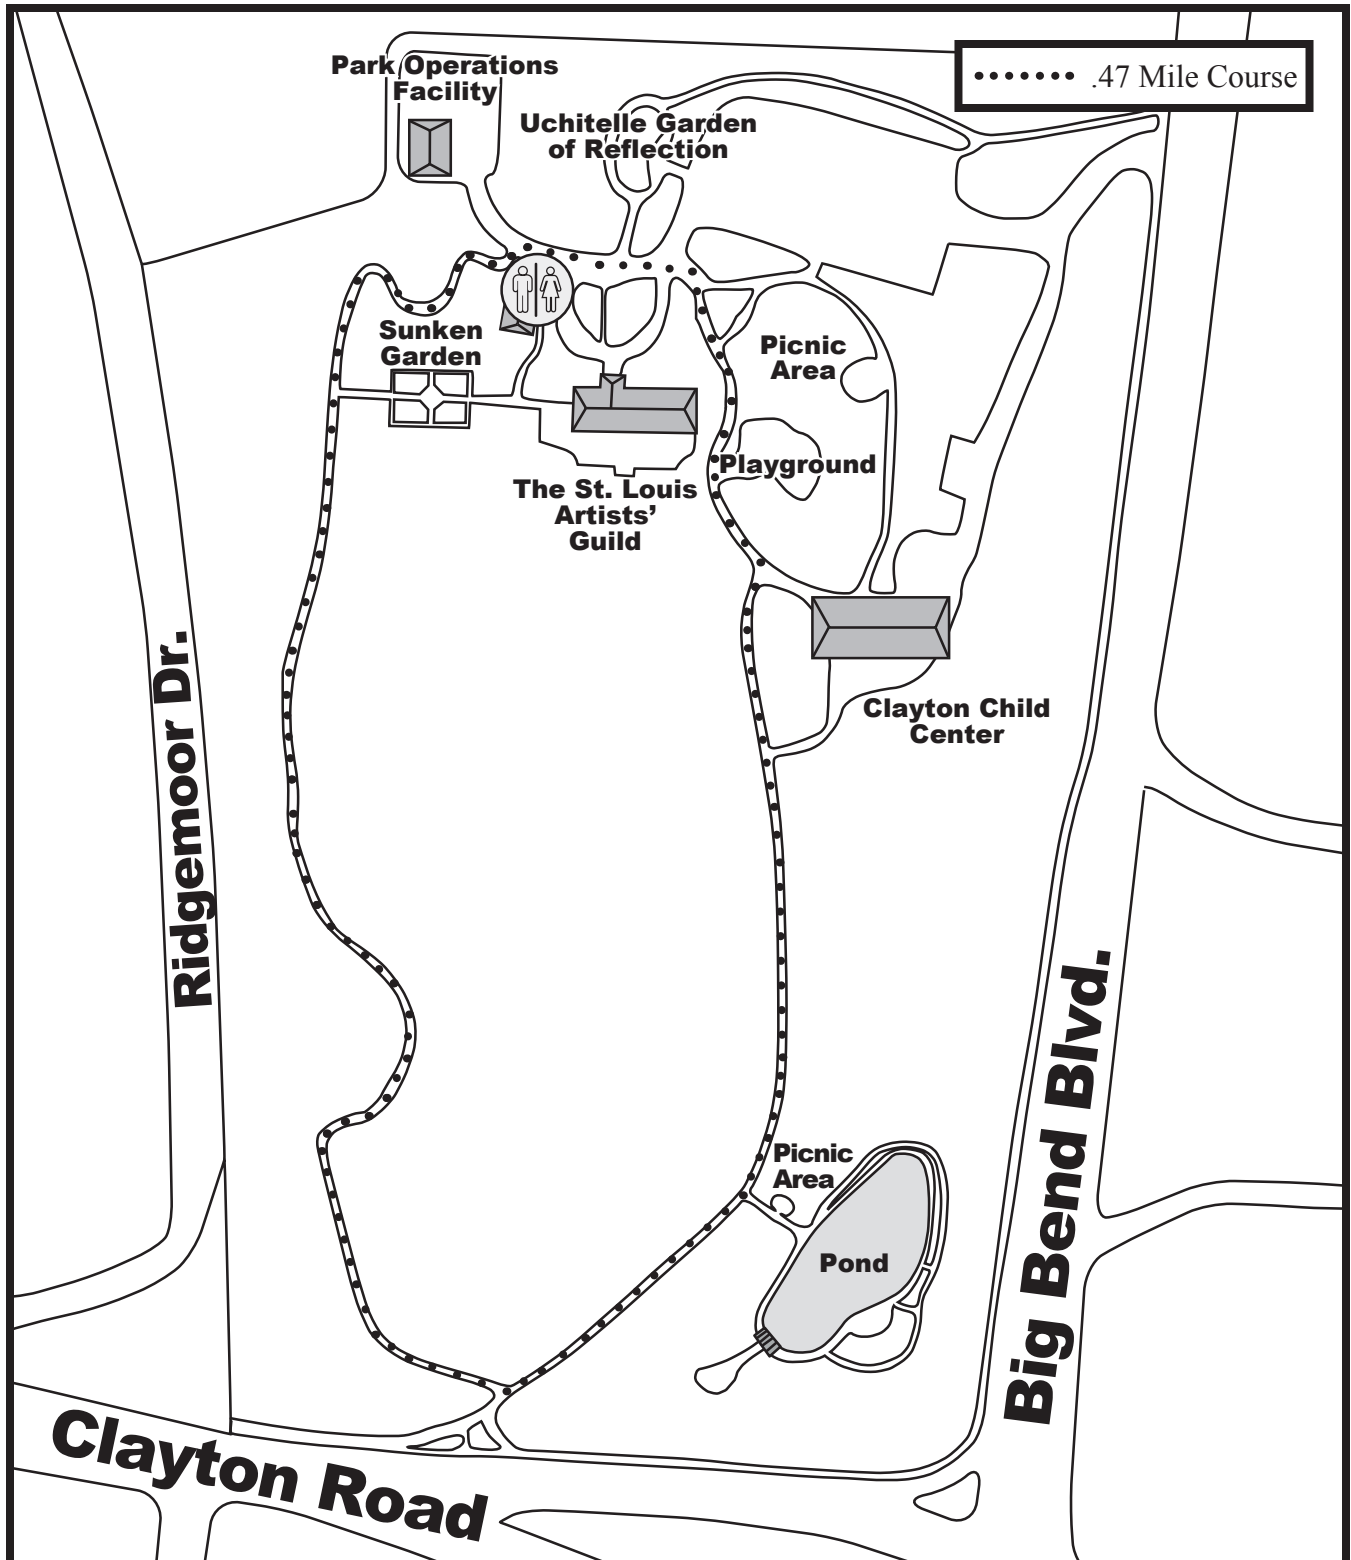 .47 Mile Course
Park Operations
Facility
Uchitelle Garden
of Reflection
Sunken
Garden
Picnic
Area
Playground
The St. Louis
Artists’
Guild
Clayton Child
Center
Ridgemoor Dr.
Picnic
Area
Pond
Big Bend Blvd.
Clayton Road